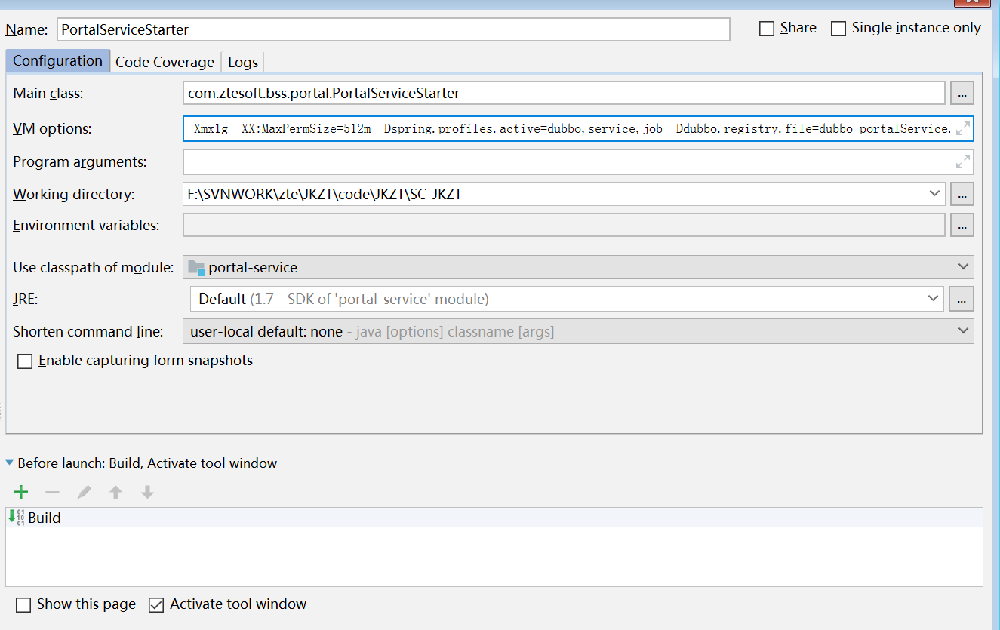 Name: PortalServiceStarter Share Single instance only
Configuration Code Coverage Logs
Main class: com.ztesoft.bss.portal.PortalServiceStarter ...
VM options: -Xmx1g -XX:MaxPermSize=512m -Dspring.profiles.active=dubbo,service,job -Ddubbo.registry.file=dubbo_portalService.
Program arguments:
Working directory: F:\SVNWORK\zte\JKZT\code\JKZT\SC_JKZT ...
Environment variables: ...
Use classpath of module: portal-service
JRE: Default (1.7 - SDK of 'portal-service' module) ...
Shorten command line: user-local default: none - java [options] classname [args]
Enable capturing form snapshots
Before launch: Build, Activate tool window
Build
Show this page Activate tool window